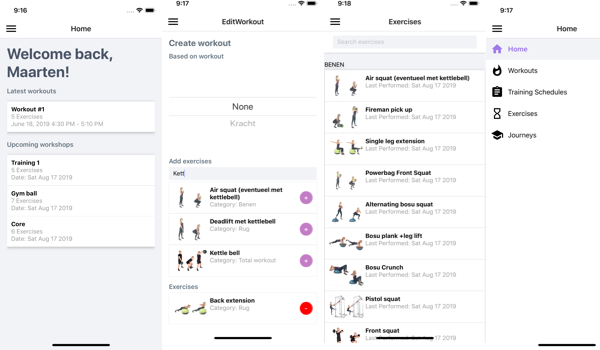 9:16
Home
Welcome back,
Maarten!
Latest workouts
Workout #1
5 Exercises
June 16, 2019 4:30 PM - 5:10 PM
Upcoming workshops
Training 1
5 Exercises
Date: Sat Aug 17 2019
Gym ball
7 Exercises
Date: Sat Aug 17 2019
Core
6 Exercises
Date: Sat Aug 17 2019
9:17
EditWorkout
Create workout
Based on workout
None
Kracht
Add exercises
Kett
Air squat (eventueel met
kettlebell)
Category: Benen
+
Deadlift met kettlebell
Category: Rug
+
Kettle bell
Category: Total workout
+
Exercises
Back extension
Category: Rug
-
9:18
Exercises
Search exercises
BENEN
Air squat (eventueel met kettlebell)
Last Performed: Sat Aug 17 2019
Fireman pick up
Last Performed: Sat Aug 17 2019
Single leg extension
Last Performed: Sat Aug 17 2019
Powerbag Front Squat
Last Performed: Sat Aug 17 2019
Alternating bosu squat
Last Performed: Sat Aug 17 2019
Bosu plank +leg lift
Last Performed: Sat Aug 17 2019
Bosu Crunch
Last Performed: Sat Aug 17 2019
Pistol squat
Last Performed: Sat Aug 17 2019
Front squat
Last Performed: Sat Aug 17 2019
9:17
Home
Home
Workouts
Training Schedules
Exercises
Journeys